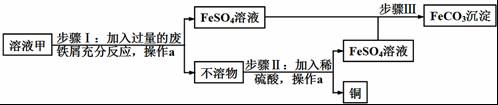 溶液甲
步骤Ⅰ:加入过量的废
铁屑充分反应,操作a
FeSO₄溶液
不溶物
步骤Ⅱ:加入稀
硫酸,操作a
FeSO₄溶液
铜
步骤Ⅲ
FeCO₃沉淀